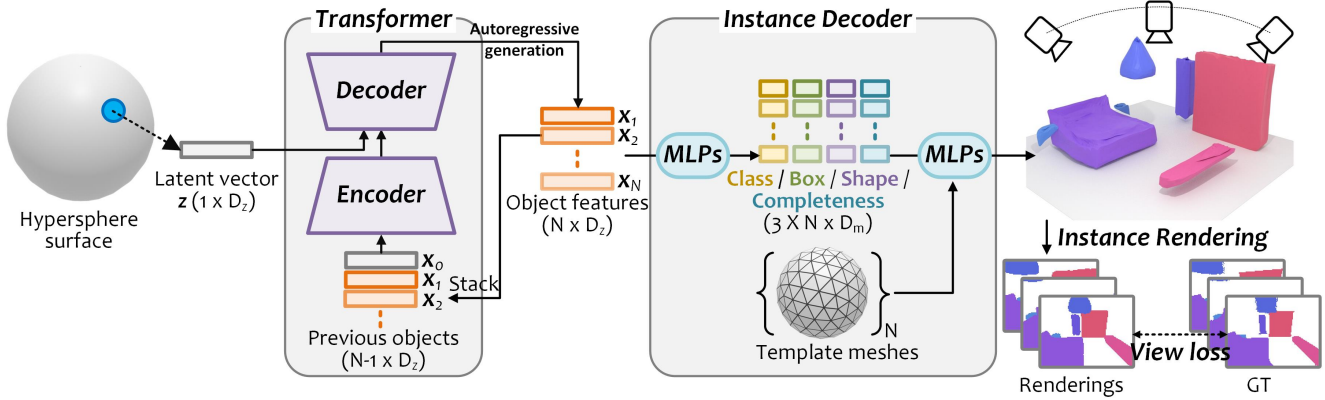 Transformer
Instance Decoder
Autoregressive
generation
Decoder
Encoder
Latent vector
z (1 x Dz)
Hypersphere
surface
x0
x1
x2
Stack
Previous objects
(N-1 x Dz)
x1
x2
xN
Object features
(N x Dz)
MLPs
Class / Box / Shape /
Completeness
(3 X N x Dm)
MLPs
{ }N
Template meshes
Instance Rendering
View loss
Renderings
GT